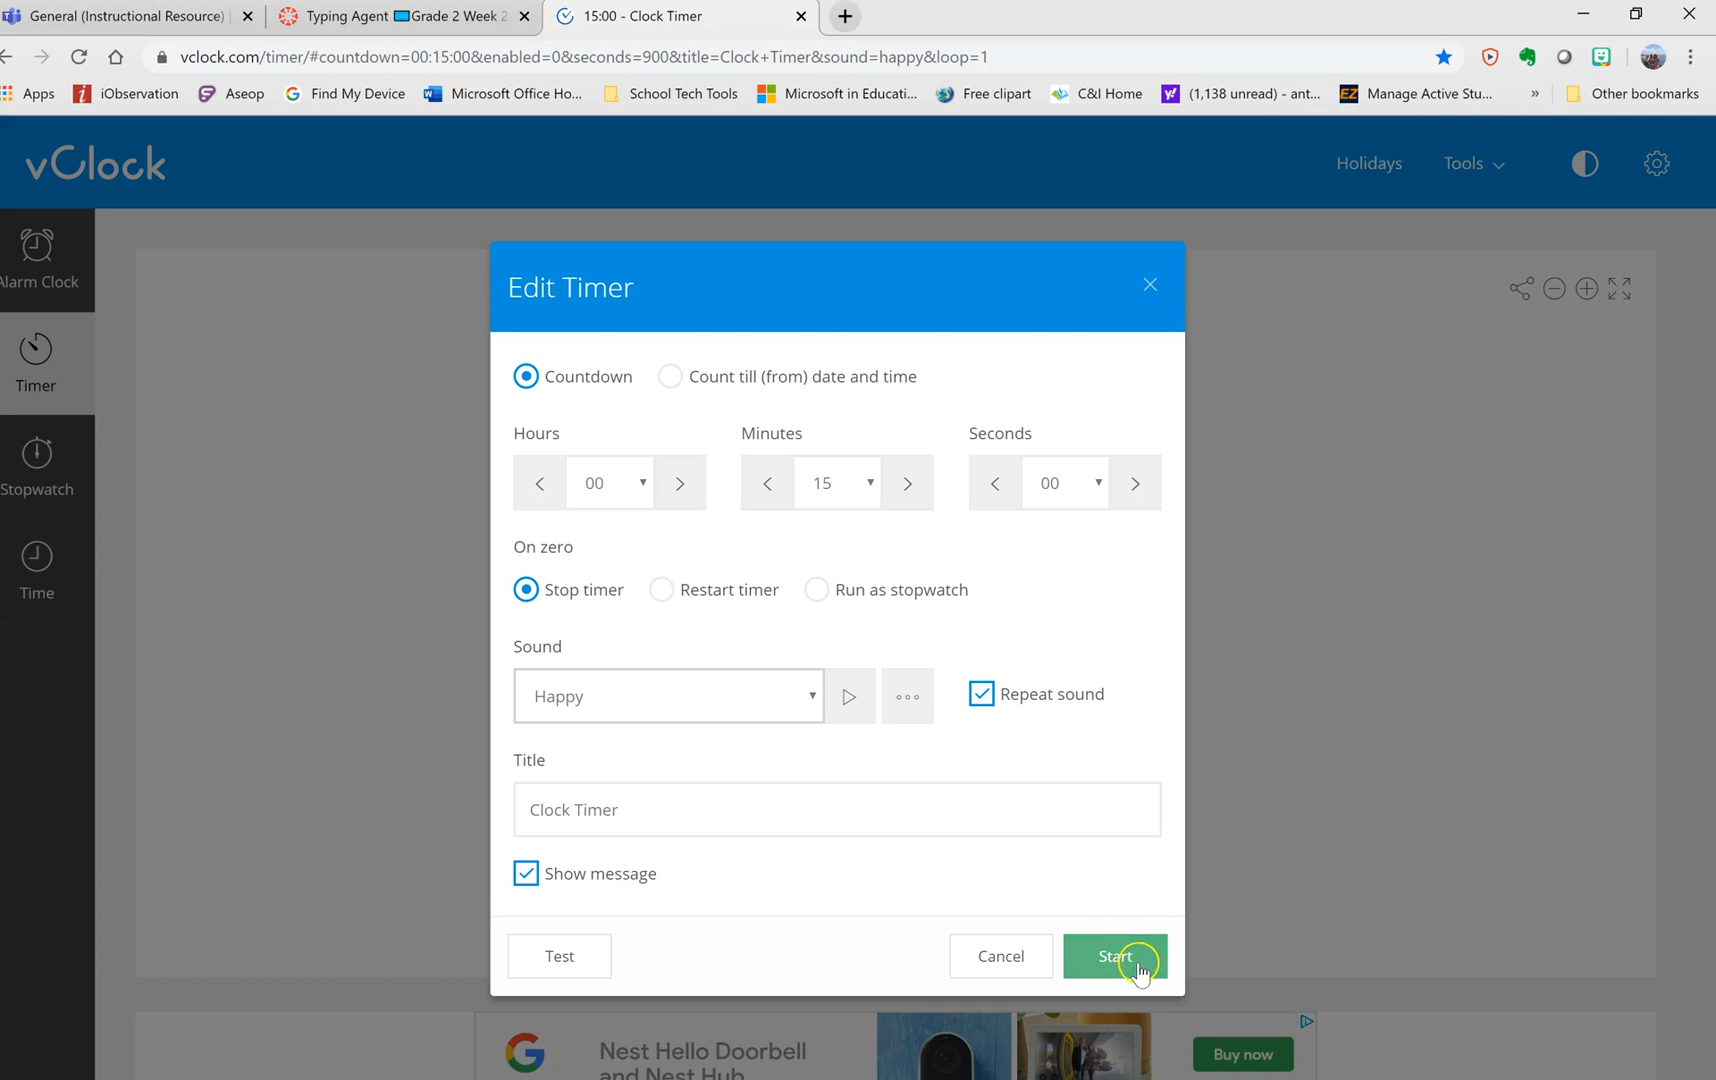 General (Instructional Resource)
Typing Agent Grade 2 Week 2
15:00 - Clock Timer
vclock.com/timer/#countdown=00:15:00&enabled=0&seconds=900&title=Clock+Timer&sound=happy&loop=1
Apps iObservation Aseop Find My Device Microsoft Office Ho... School Tech Tools Microsoft in Educati... Free clipart C&I Home (1,138 unread) - ant... EZ Manage Active Stu... » Other bookmarks
vClock
Holidays Tools
Alarm Clock
Timer
Stopwatch
Time
Edit Timer
Countdown Count till (from) date and time
Hours Minutes Seconds
00 15 00
On zero
Stop timer Restart timer Run as stopwatch
Sound
Happy Repeat sound
Title
Clock Timer
Show message
Test Cancel Start
Nest Hello Doorbell
and Nest Hub
Buy now